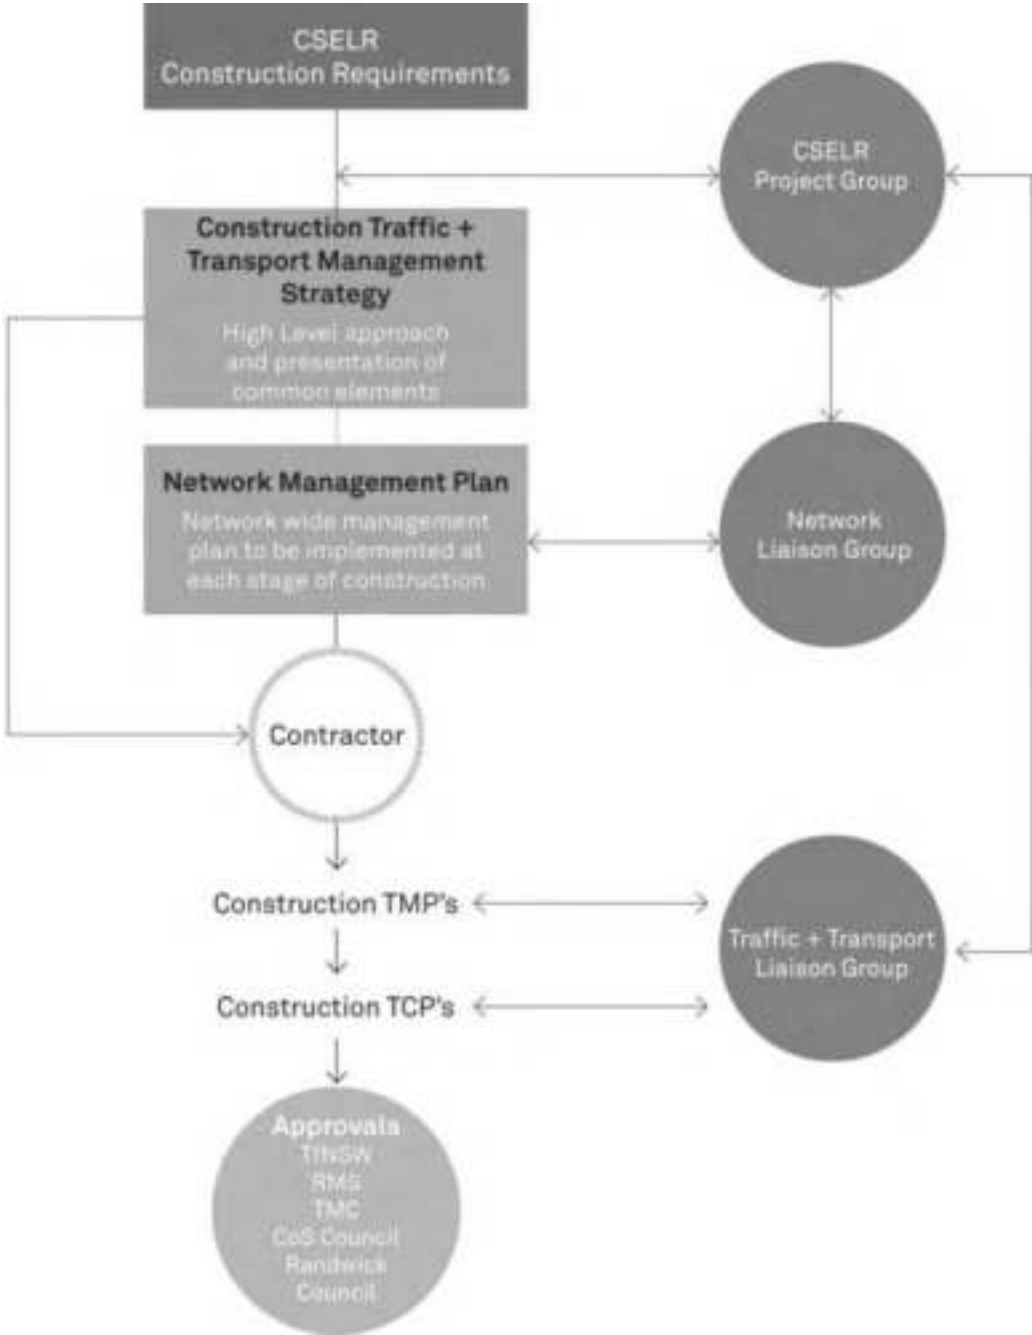 CSELR
Construction Requirements
CSELR
Project Group
Construction Traffic +
Transport Management
Strategy
High Level approach
and presentation of
common elements
Network Management Plan
Network wide management
plan to be implemented at
each stage of construction
Network
Liaison Group
Contractor
Construction TMP's
Traffic + Transport
Liaison Group
Construction TCP's
Approvals
TfNSW
RMS
TMC
CoS Council
Randwick
Council